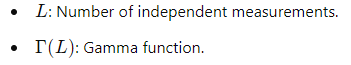 • L: Number of independent measurements.
• Γ(L): Gamma function.